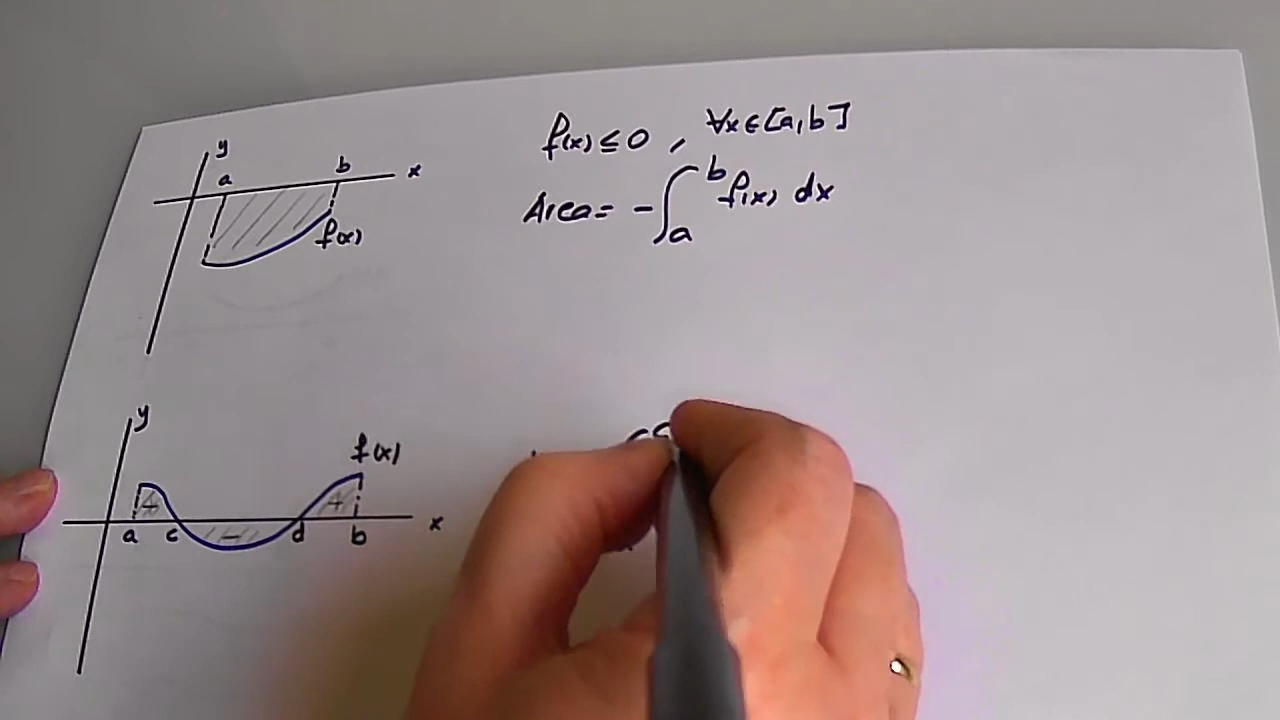 f(x) ≤ 0 , ∀x∈[a,b]
Area = -∫_a^b f(x) dx
y
a b x
f(x)
y
f(x)
+ - +
a c d b x